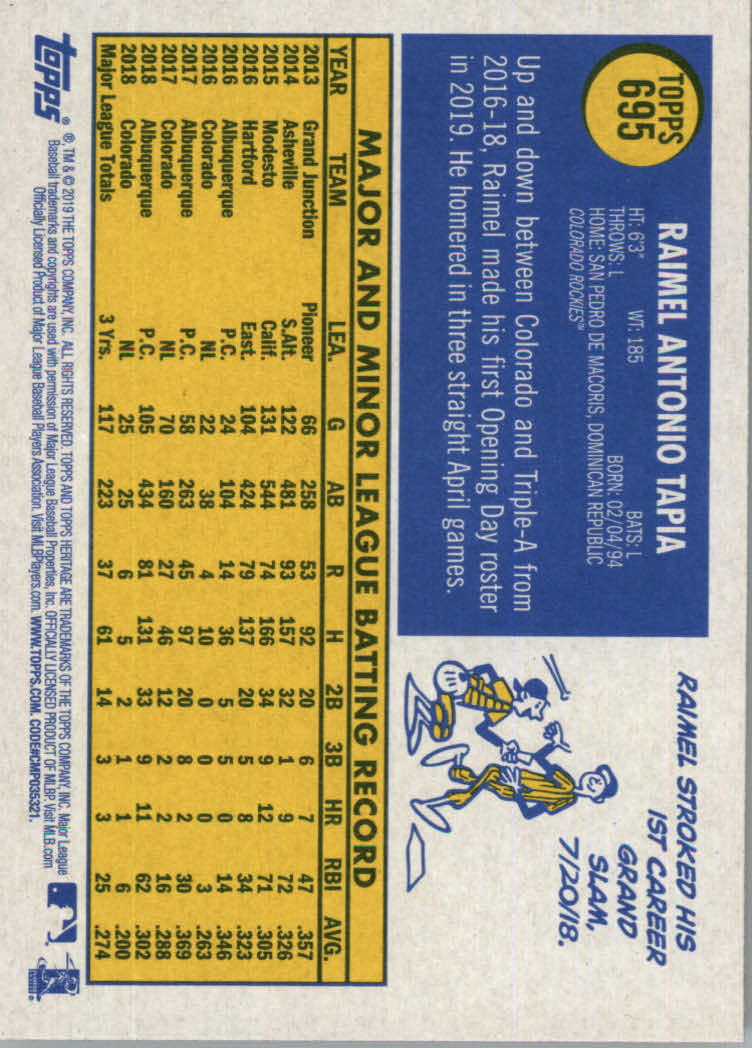 TOPPS
695
RAIMEL ANTONIO TAPIA
HT: 6'3" WT: 185 BATS: L
THROWS: L BORN: 02/04/94
HOME: SAN PEDRO DE MACORIS, DOMINICAN REPUBLIC
COLORADO ROCKIES™
Up and down between Colorado and Triple-A from
2016-18, Raimel made his first Opening Day roster
in 2019. He homered in three straight April games.
RAIMEL STROKED HIS
1ST CAREER
GRAND
SLAM,
7/20/18.
MAJOR AND MINOR LEAGUE BATTING RECORD
YEAR TEAM LEA. G AB R H 2B 3B HR RBI AVG.
2013 Grand Junction Pioneer 66 258 53 92 20 6 7 47 .357
2014 Asheville S.Atl. 122 481 93 157 32 1 9 72 .326
2015 Modesto Calif. 131 544 74 166 34 9 12 71 .305
2016 Hartford East. 104 424 79 137 20 5 8 34 .323
2016 Albuquerque P.C. 24 104 14 36 5 5 0 14 .346
2016 Colorado NL 22 38 4 10 0 0 0 3 .263
2017 Albuquerque P.C. 58 263 45 97 20 8 2 30 .369
2017 Colorado NL 70 160 27 46 12 2 2 16 .288
2018 Albuquerque P.C. 105 434 81 131 33 9 11 62 .302
2018 Colorado NL 25 25 6 5 2 1 1 6 .200
Major League Totals 3 Yrs. 117 223 37 61 14 3 3 25 .274
topps®
®, TM & © 2019 THE TOPPS COMPANY, INC. ALL RIGHTS RESERVED. TOPPS AND TOPPS HERITAGE ARE TRADEMARKS OF THE TOPPS COMPANY, INC. Major League
Baseball trademarks and copyrights are used with permission of Major League Baseball Properties, Inc. OFFICIALLY LICENSED PRODUCT OF MLBP. Visit MLB.com
Officially Licensed Product of Major League Baseball Players Association. Visit MLBPlayers.com. WWW.TOPPS.COM. CODE#CMP035321.